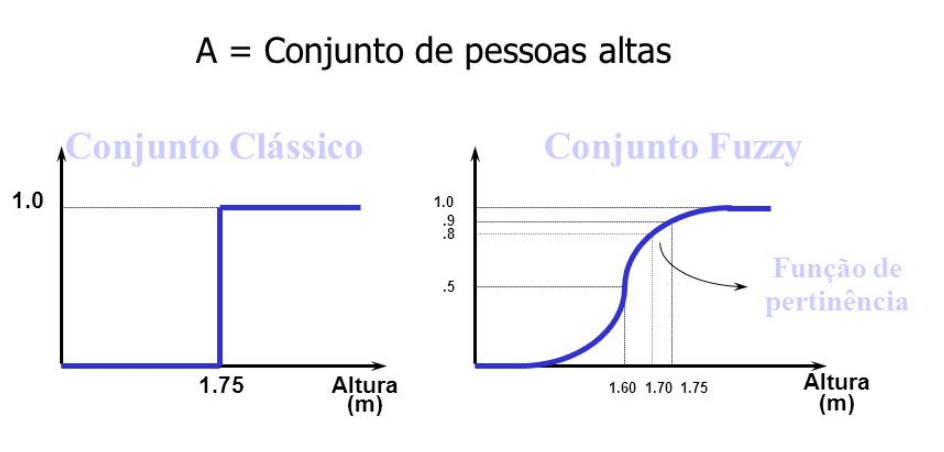 A = Conjunto de pessoas altas
Conjunto Clássico
1.0
1.75
Altura
(m)
Conjunto Fuzzy
1.0
.9
.8
.5
Função de
pertinência
1.60 1.70 1.75
Altura
(m)